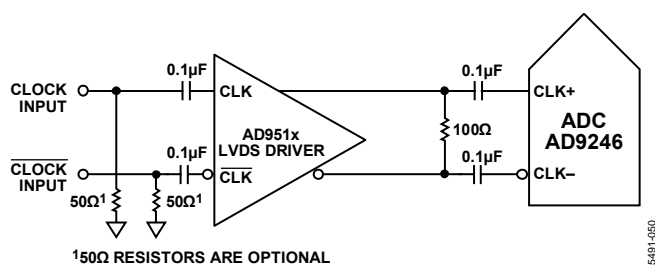 CLOCK
INPUT
0.1µF
CLK
AD951x
LVDS DRIVER
0.1µF
CLOCK
INPUT
0.1µF
CLK
50Ω¹
50Ω¹
100Ω
0.1µF
CLK+
ADC
AD9246
CLK–
¹50Ω RESISTORS ARE OPTIONAL
5491-050